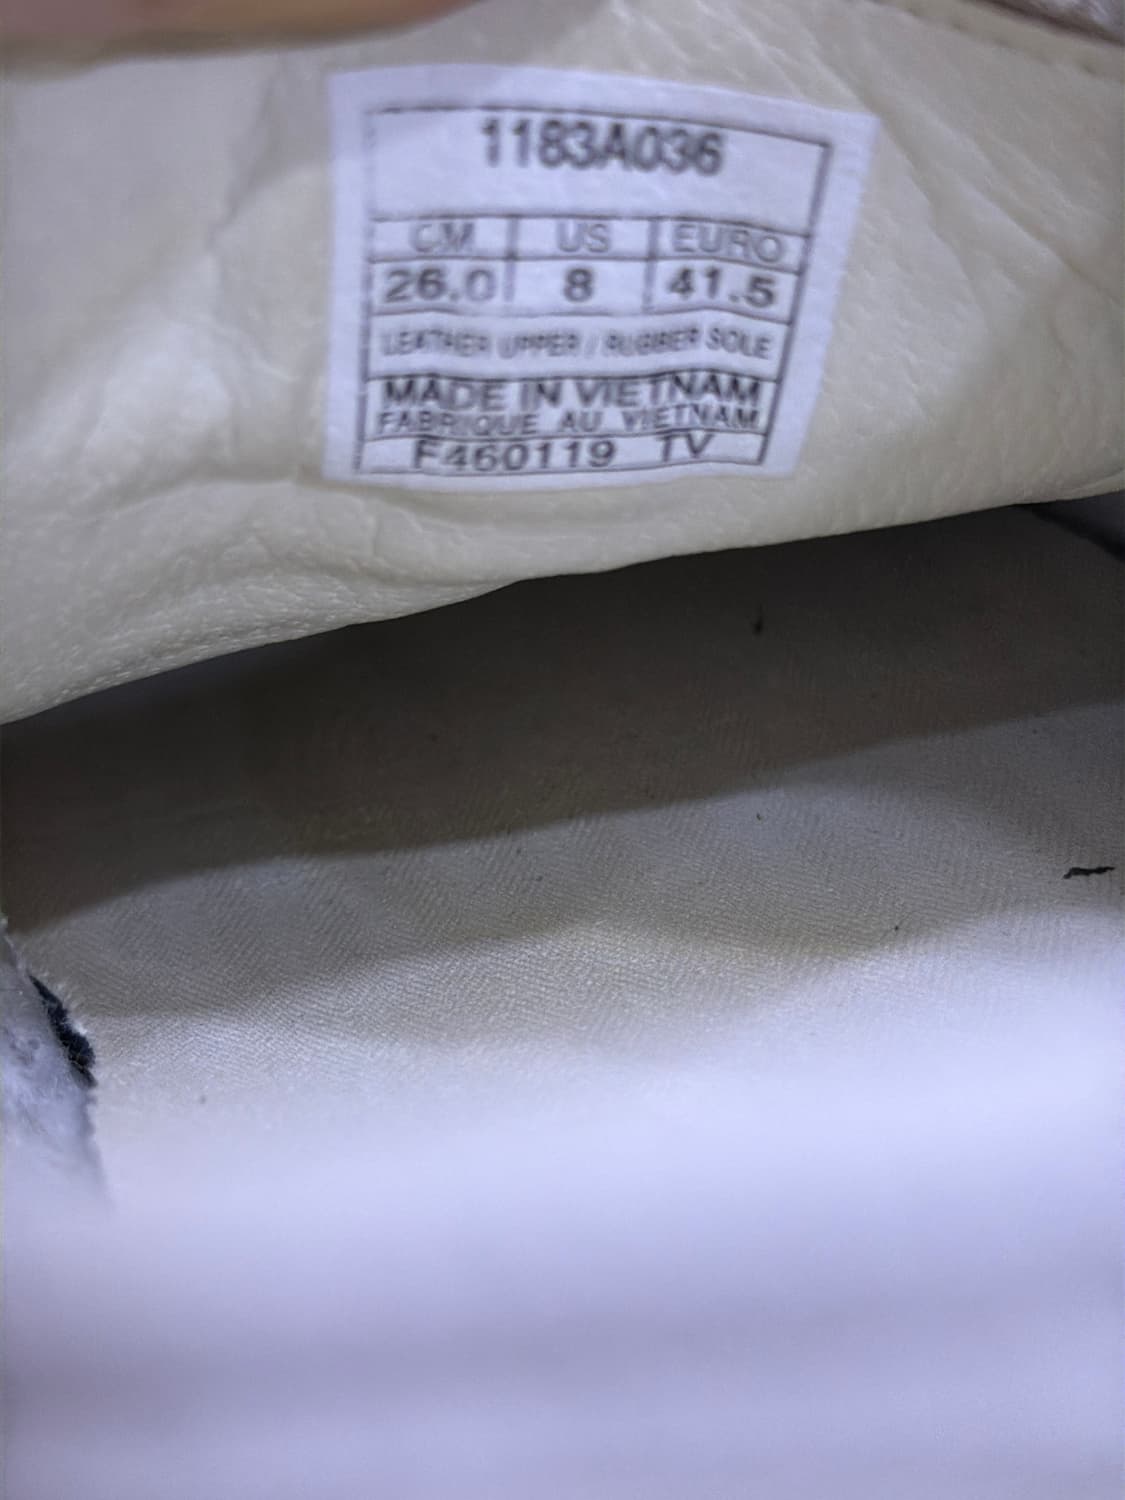 1183A036
CM US EURO
26.0 8 41.5
LEATHER UPPER / RUBBER SOLE
MADE IN VIETNAM
FABRIQUE AU VIETNAM
F460119 TV